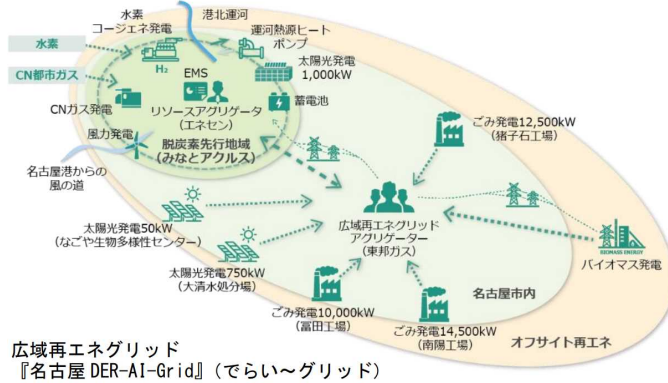 水素
コージェネ発電
港北運河
水素
運河熱源ヒート
ポンプ
H₂
太陽光発電
1,000kW
CN都市ガス
EMS
CNガス発電
リソースアグリゲータ
(エネセン)
蓄電池
風力発電
脱炭素先行地域
(みなとアクルス)
名古屋港からの
風の道
ごみ発電12,500kW
(猪子石工場)
太陽光発電50kW
(なごや生物多様性センター)
広域再エネグリッド
アグリゲーター
(東邦ガス)
BIOMASS ENERGY
バイオマス発電
太陽光発電750kW
(大清水処分場)
名古屋市内
ごみ発電10,000kW
(冨田工場)
ごみ発電14,500kW
(南陽工場)
オフサイト再エネ
広域再エネグリッド
『名古屋 DER-AI-Grid』(でらい~グリッド)